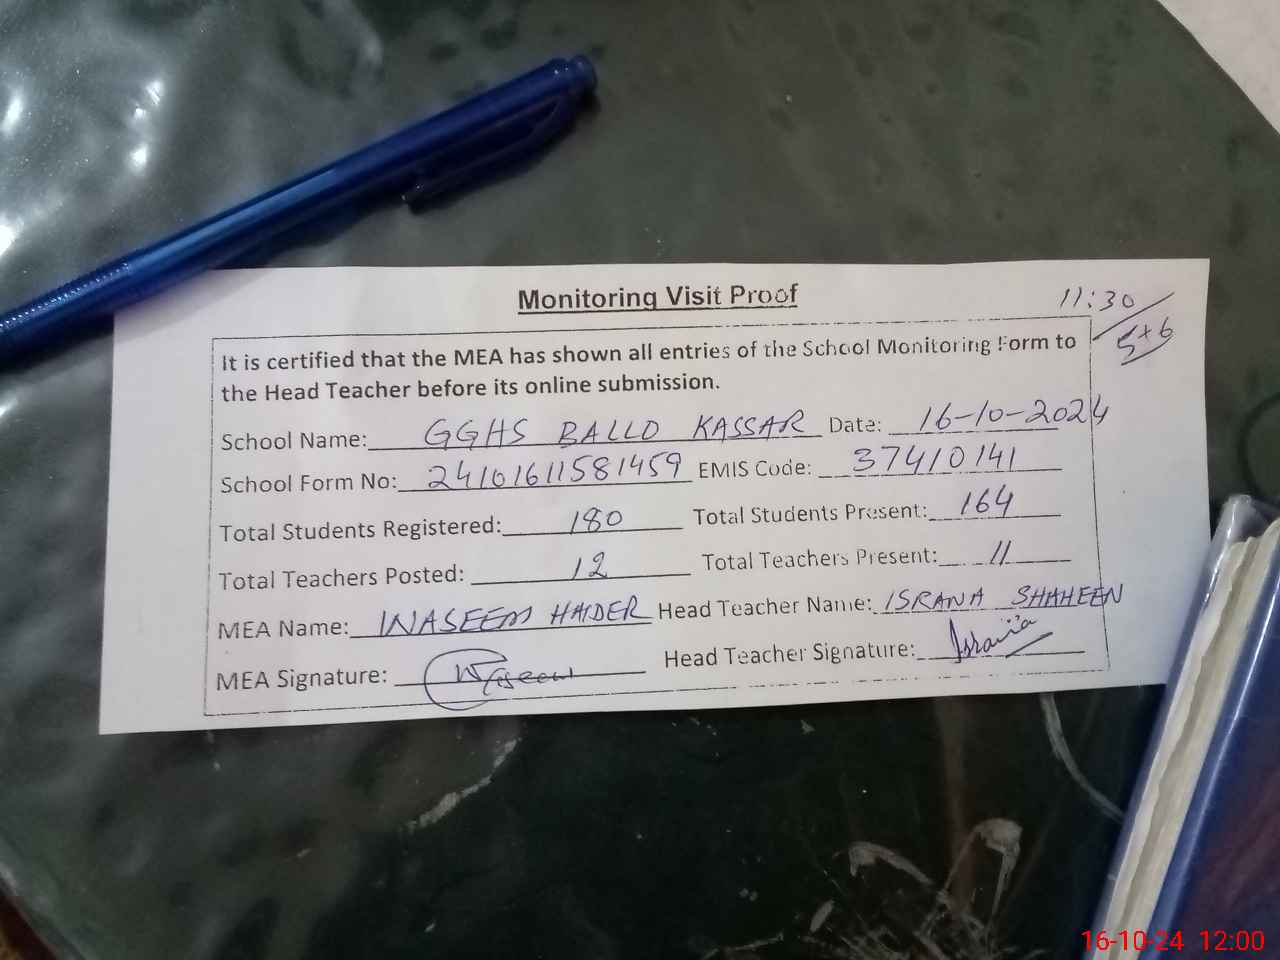 Monitoring Visit Proof
11:30
5+6
It is certified that the MEA has shown all entries of the School Monitoring Form to
the Head Teacher before its online submission.
School Name: GGHS BALLO KASSAR Date: 16-10-2024
School Form No: 24101611581459 EMIS Code: 37410141
Total Students Registered: 180 Total Students Present: 164
Total Teachers Posted: 12 Total Teachers Present: 11
MEA Name: WASEEM HAIDER Head Teacher Name: ISRANA SHAHEEN
MEA Signature: Waseem Head Teacher Signature: Israna
16-10-24 12:00